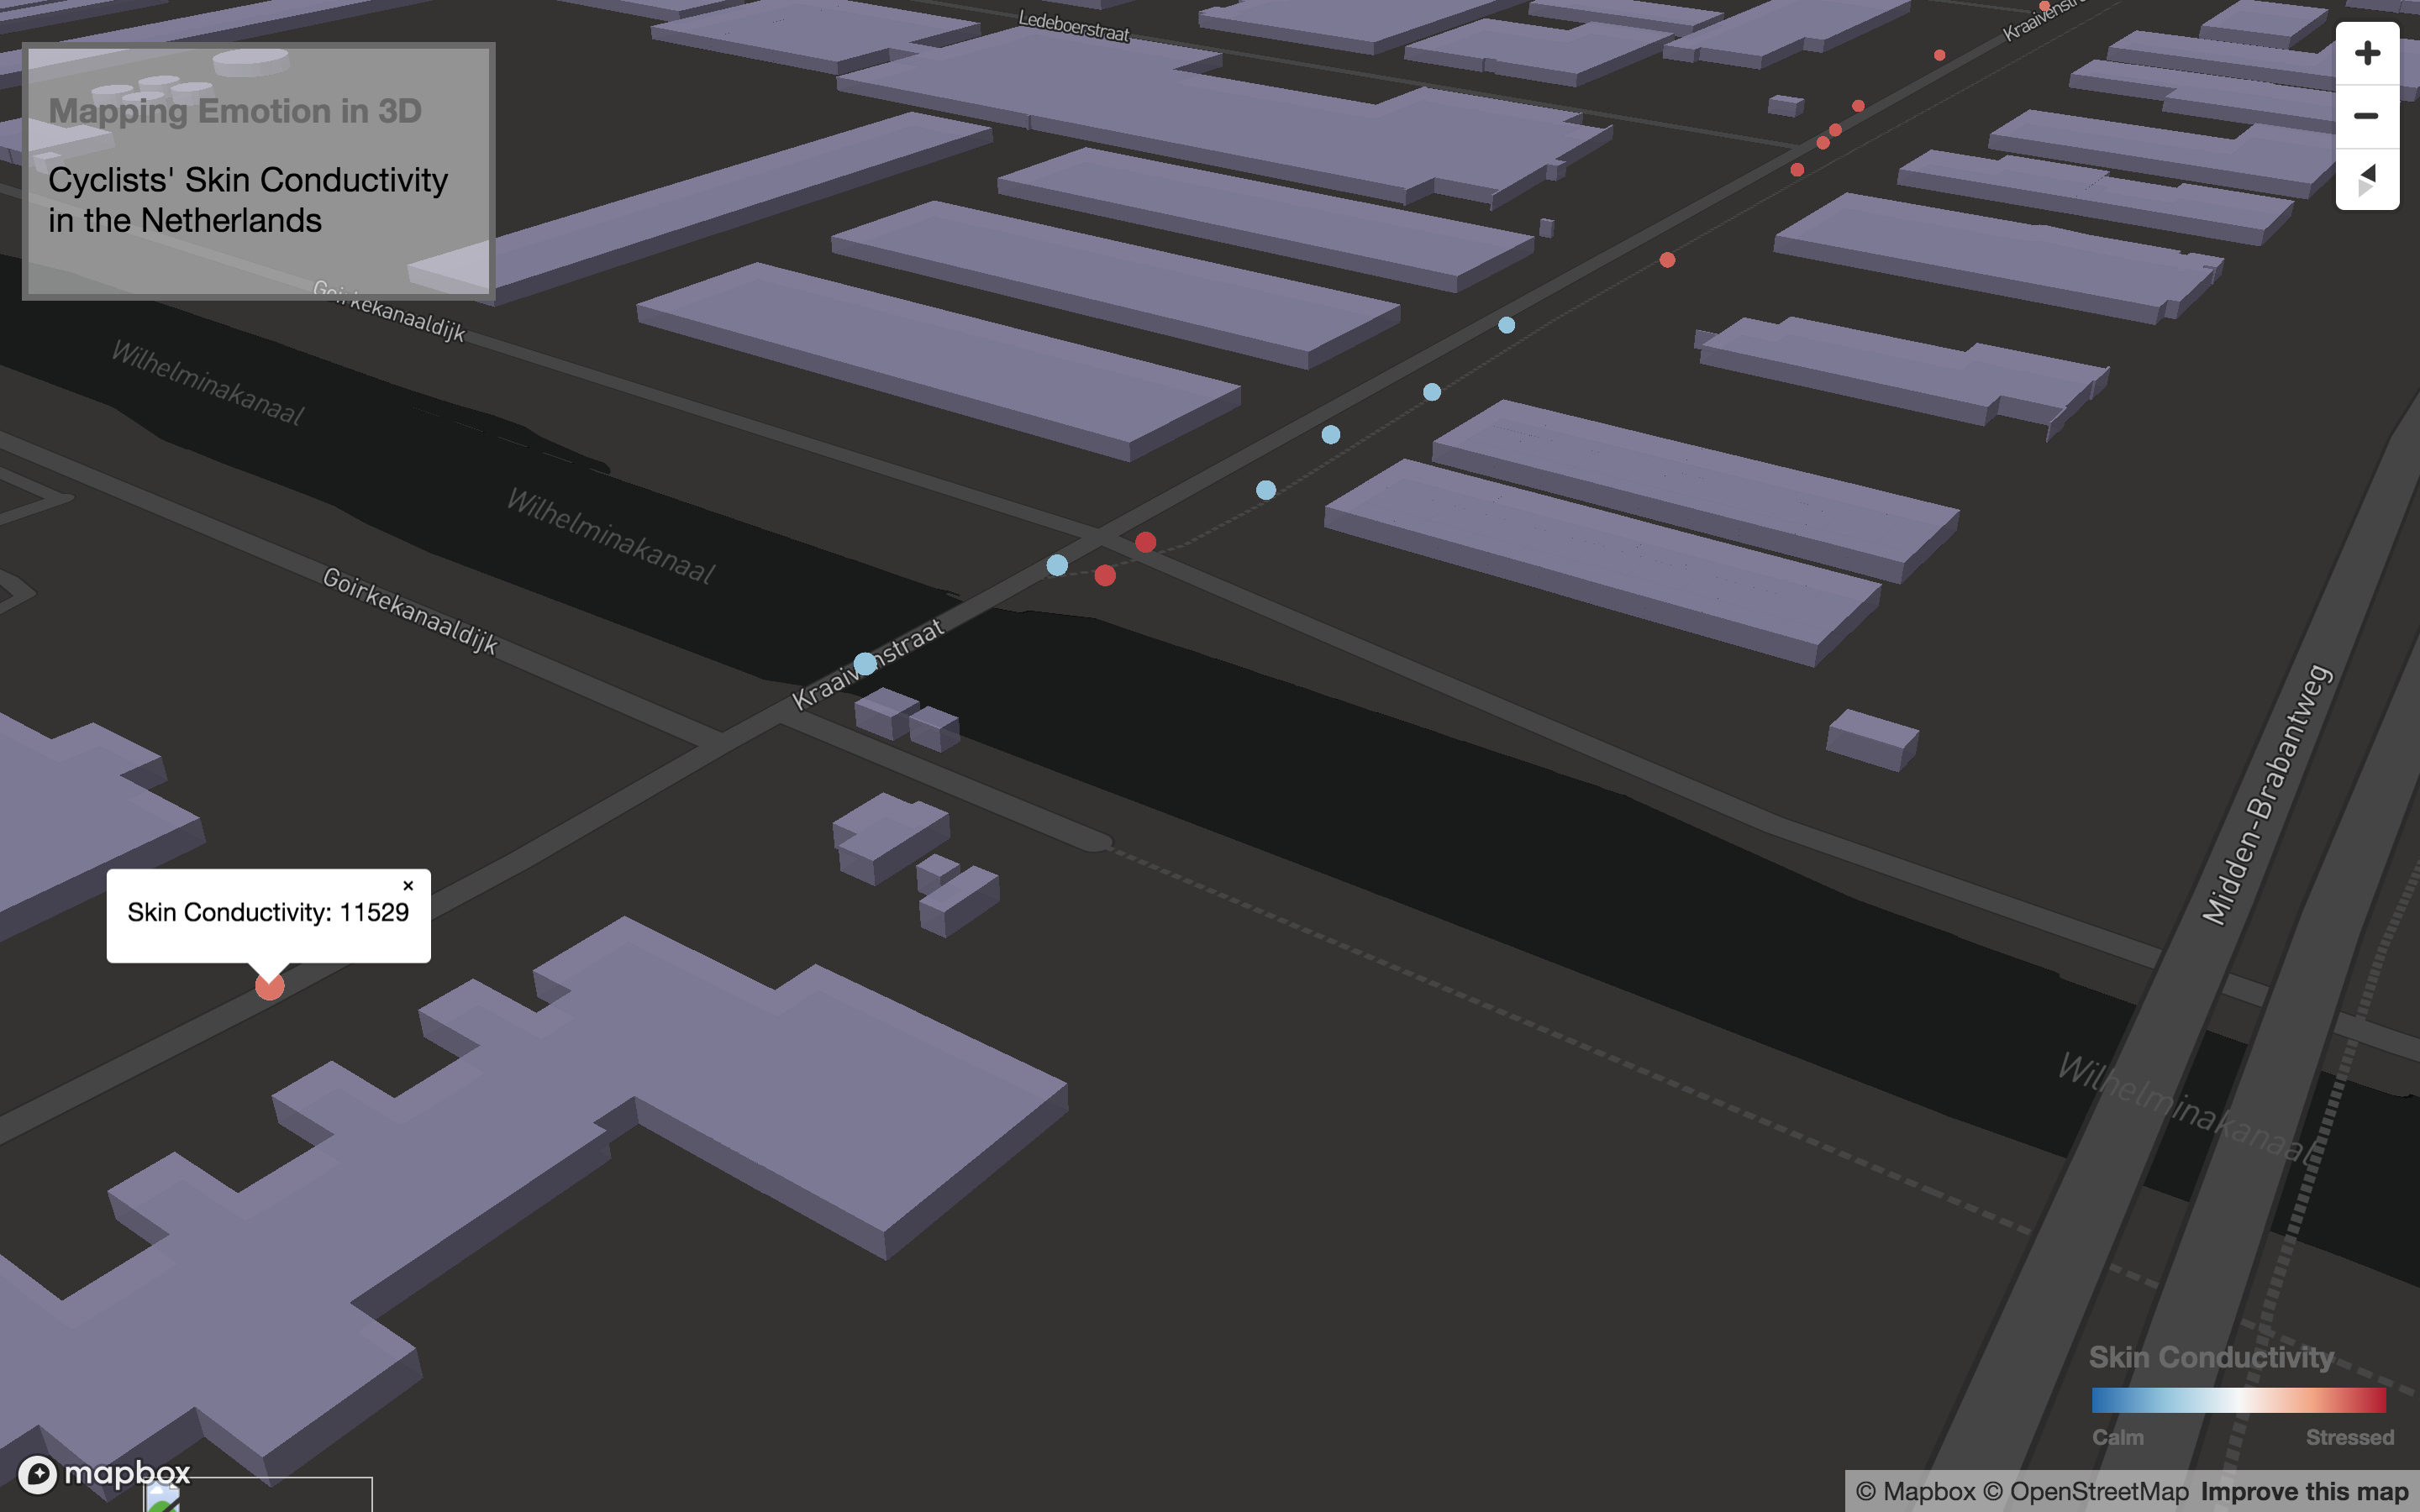 Ledeboerstraat
Kraaivenstr
Mapping Emotion in 3D
Cyclists' Skin Conductivity
in the Netherlands
Goirkekanaaldijk
Wilhelminakanaal
Wilhelminakanaal
Goirkekanaaldijk
Kraaivenstraat
Midden-Brabantweg
×
Skin Conductivity: 11529
Wilhelminakanaal
Skin Conductivity
Calm Stressed
mapbox
© Mapbox © OpenStreetMap Improve this map